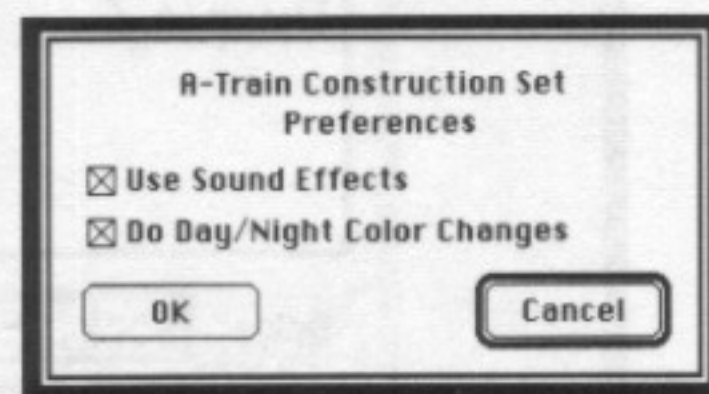 A-Train Construction Set
Preferences
Use Sound Effects
Do Day/Night Color Changes
OK
Cancel